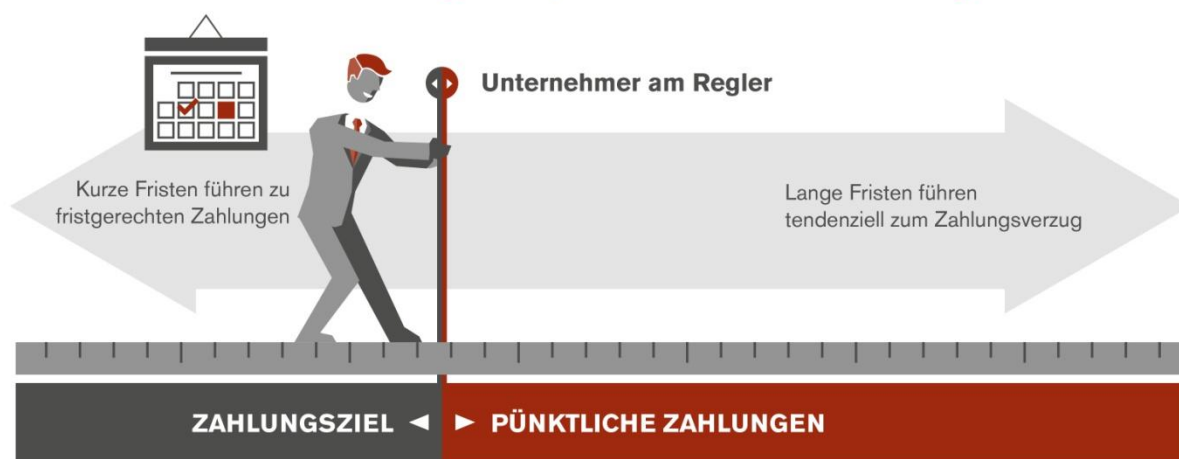 Unternehmer am Regler
Kurze Fristen führen zu
fristgerechten Zahlungen
Lange Fristen führen
tendenziell zum Zahlungsverzug
ZAHLUNGSZIEL ◄ ► PÜNKTLICHE ZAHLUNGEN